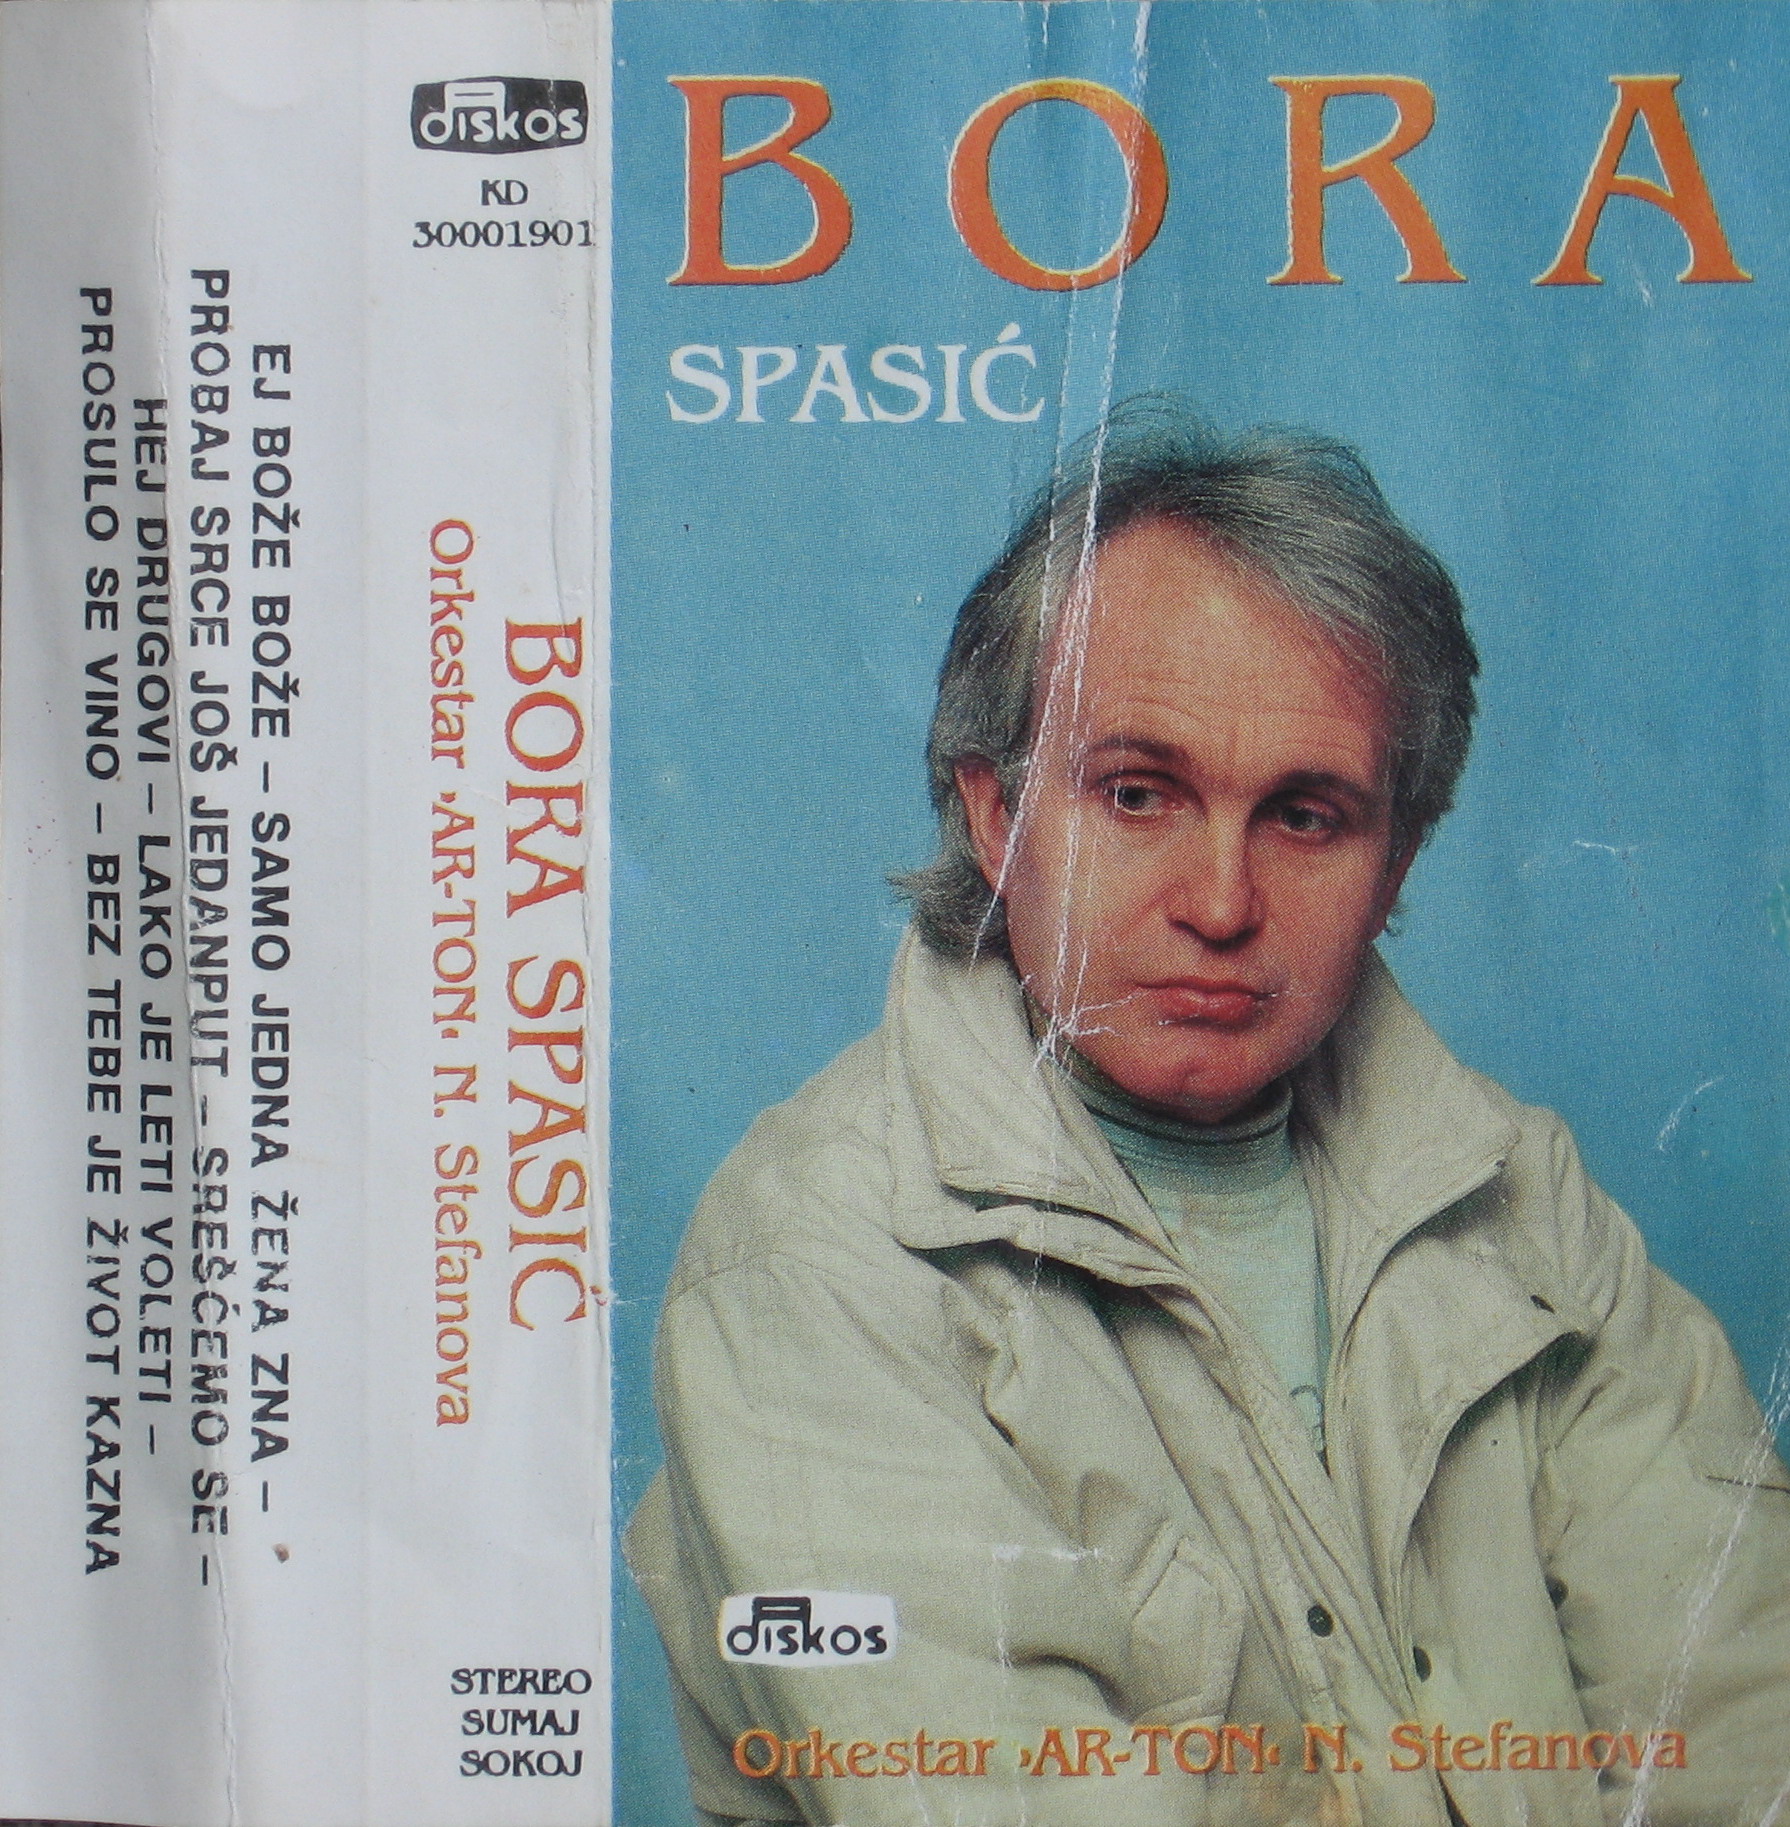 diskos
KD
30001901
EJ BOŽE BOŽE – SAMO JEDNA ŽENA ZNA –
PROBAJ SRCE JOŠ JEDANPUT – SREŠĆEMO SE –
HEJ DRUGOVI – LAKO JE LETI VOLETI –
PROSULO SE VINO – BEZ TEBE JE ŽIVOT KAZNA
BORA SPASIĆ
Orkestar ›AR-TON‹ N. Stefanova
STEREO
SUMAJ
SOKOJ
BORA
SPASIĆ
diskos
Orkestar ›AR-TON‹ N. Stefanova